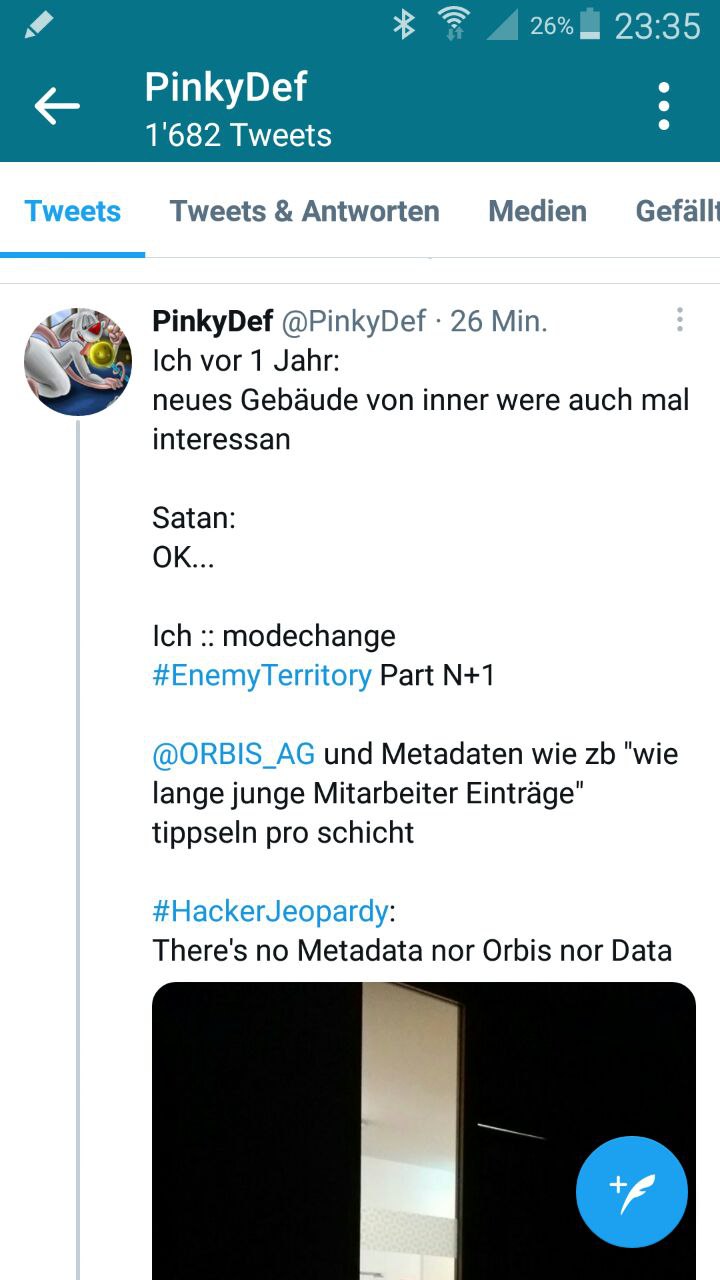 26% 23:35
PinkyDef
1'682 Tweets
Tweets Tweets & Antworten Medien Gefällt
PinkyDef @PinkyDef · 26 Min.
Ich vor 1 Jahr:
neues Gebäude von inner were auch mal
interessan
Satan:
OK...
Ich :: modechange
#EnemyTerritory Part N+1
@ORBIS_AG und Metadaten wie zb "wie
lange junge Mitarbeiter Einträge"
tippseln pro schicht
#HackerJeopardy:
There's no Metadata nor Orbis nor Data